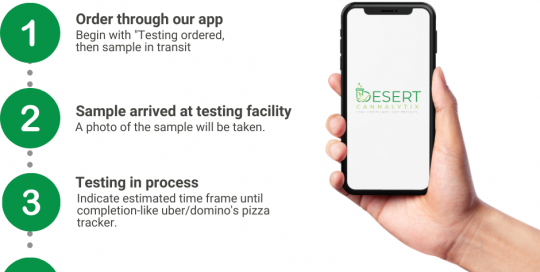 1
Order through our app
Begin with "Testing ordered,
then sample in transit
2
Sample arrived at testing facility
A photo of the sample will be taken.
3
Testing in process
Indicate estimated time frame until
completion-like uber/domino's pizza
tracker.
DESERT
CANNALYTIX